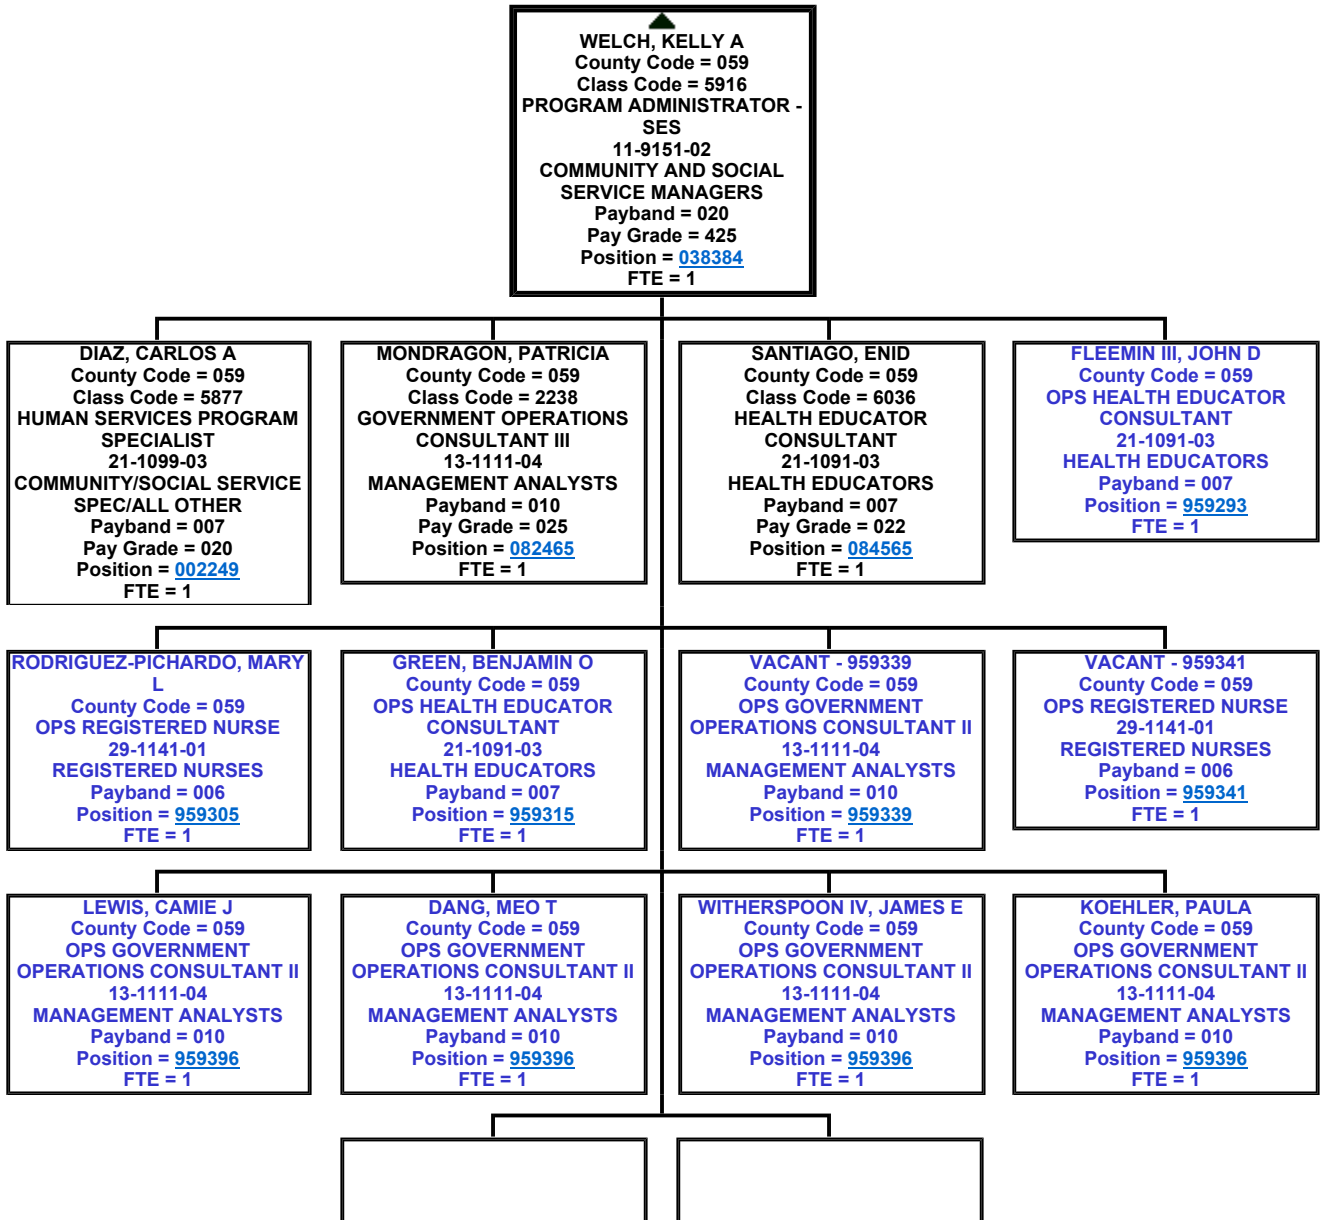 WELCH, KELLY A
County Code = 059
Class Code = 5916
PROGRAM ADMINISTRATOR -
SES
11-9151-02
COMMUNITY AND SOCIAL
SERVICE MANAGERS
Payband = 020
Pay Grade = 425
Position = 038384
FTE = 1
DIAZ, CARLOS A
County Code = 059
Class Code = 5877
HUMAN SERVICES PROGRAM
SPECIALIST
21-1099-03
COMMUNITY/SOCIAL SERVICE
SPEC/ALL OTHER
Payband = 007
Pay Grade = 020
Position = 002249
FTE = 1
MONDRAGON, PATRICIA
County Code = 059
Class Code = 2238
GOVERNMENT OPERATIONS
CONSULTANT III
13-1111-04
MANAGEMENT ANALYSTS
Payband = 010
Pay Grade = 025
Position = 082465
FTE = 1
SANTIAGO, ENID
County Code = 059
Class Code = 6036
HEALTH EDUCATOR
CONSULTANT
21-1091-03
HEALTH EDUCATORS
Payband = 007
Pay Grade = 022
Position = 084565
FTE = 1
FLEEMIN III, JOHN D
County Code = 059
OPS HEALTH EDUCATOR
CONSULTANT
21-1091-03
HEALTH EDUCATORS
Payband = 007
Position = 959293
FTE = 1
RODRIGUEZ-PICHARDO, MARY
L
County Code = 059
OPS REGISTERED NURSE
29-1141-01
REGISTERED NURSES
Payband = 006
Position = 959305
FTE = 1
GREEN, BENJAMIN O
County Code = 059
OPS HEALTH EDUCATOR
CONSULTANT
21-1091-03
HEALTH EDUCATORS
Payband = 007
Position = 959315
FTE = 1
VACANT - 959339
County Code = 059
OPS GOVERNMENT
OPERATIONS CONSULTANT II
13-1111-04
MANAGEMENT ANALYSTS
Payband = 010
Position = 959339
FTE = 1
VACANT - 959341
County Code = 059
OPS REGISTERED NURSE
29-1141-01
REGISTERED NURSES
Payband = 006
Position = 959341
FTE = 1
LEWIS, CAMIE J
County Code = 059
OPS GOVERNMENT
OPERATIONS CONSULTANT II
13-1111-04
MANAGEMENT ANALYSTS
Payband = 010
Position = 959396
FTE = 1
DANG, MEO T
County Code = 059
OPS GOVERNMENT
OPERATIONS CONSULTANT II
13-1111-04
MANAGEMENT ANALYSTS
Payband = 010
Position = 959396
FTE = 1
WITHERSPOON IV, JAMES E
County Code = 059
OPS GOVERNMENT
OPERATIONS CONSULTANT II
13-1111-04
MANAGEMENT ANALYSTS
Payband = 010
Position = 959396
FTE = 1
KOEHLER, PAULA
County Code = 059
OPS GOVERNMENT
OPERATIONS CONSULTANT II
13-1111-04
MANAGEMENT ANALYSTS
Payband = 010
Position = 959396
FTE = 1